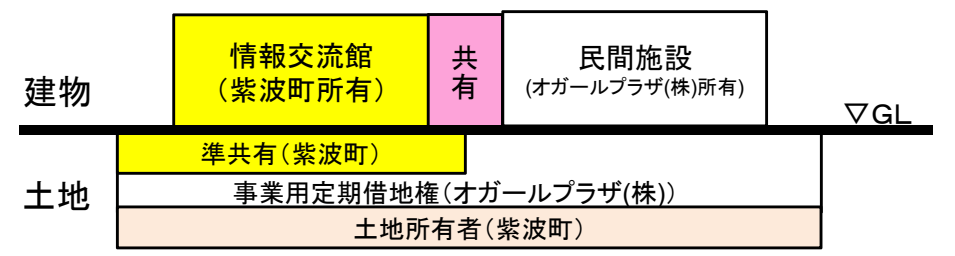 建物
情報交流館
（紫波町所有）
共
有
民間施設
(オガールプラザ(株)所有)
▽GL
土地
準共有（紫波町）
事業用定期借地権（オガールプラザ(株)）
土地所有者（紫波町）